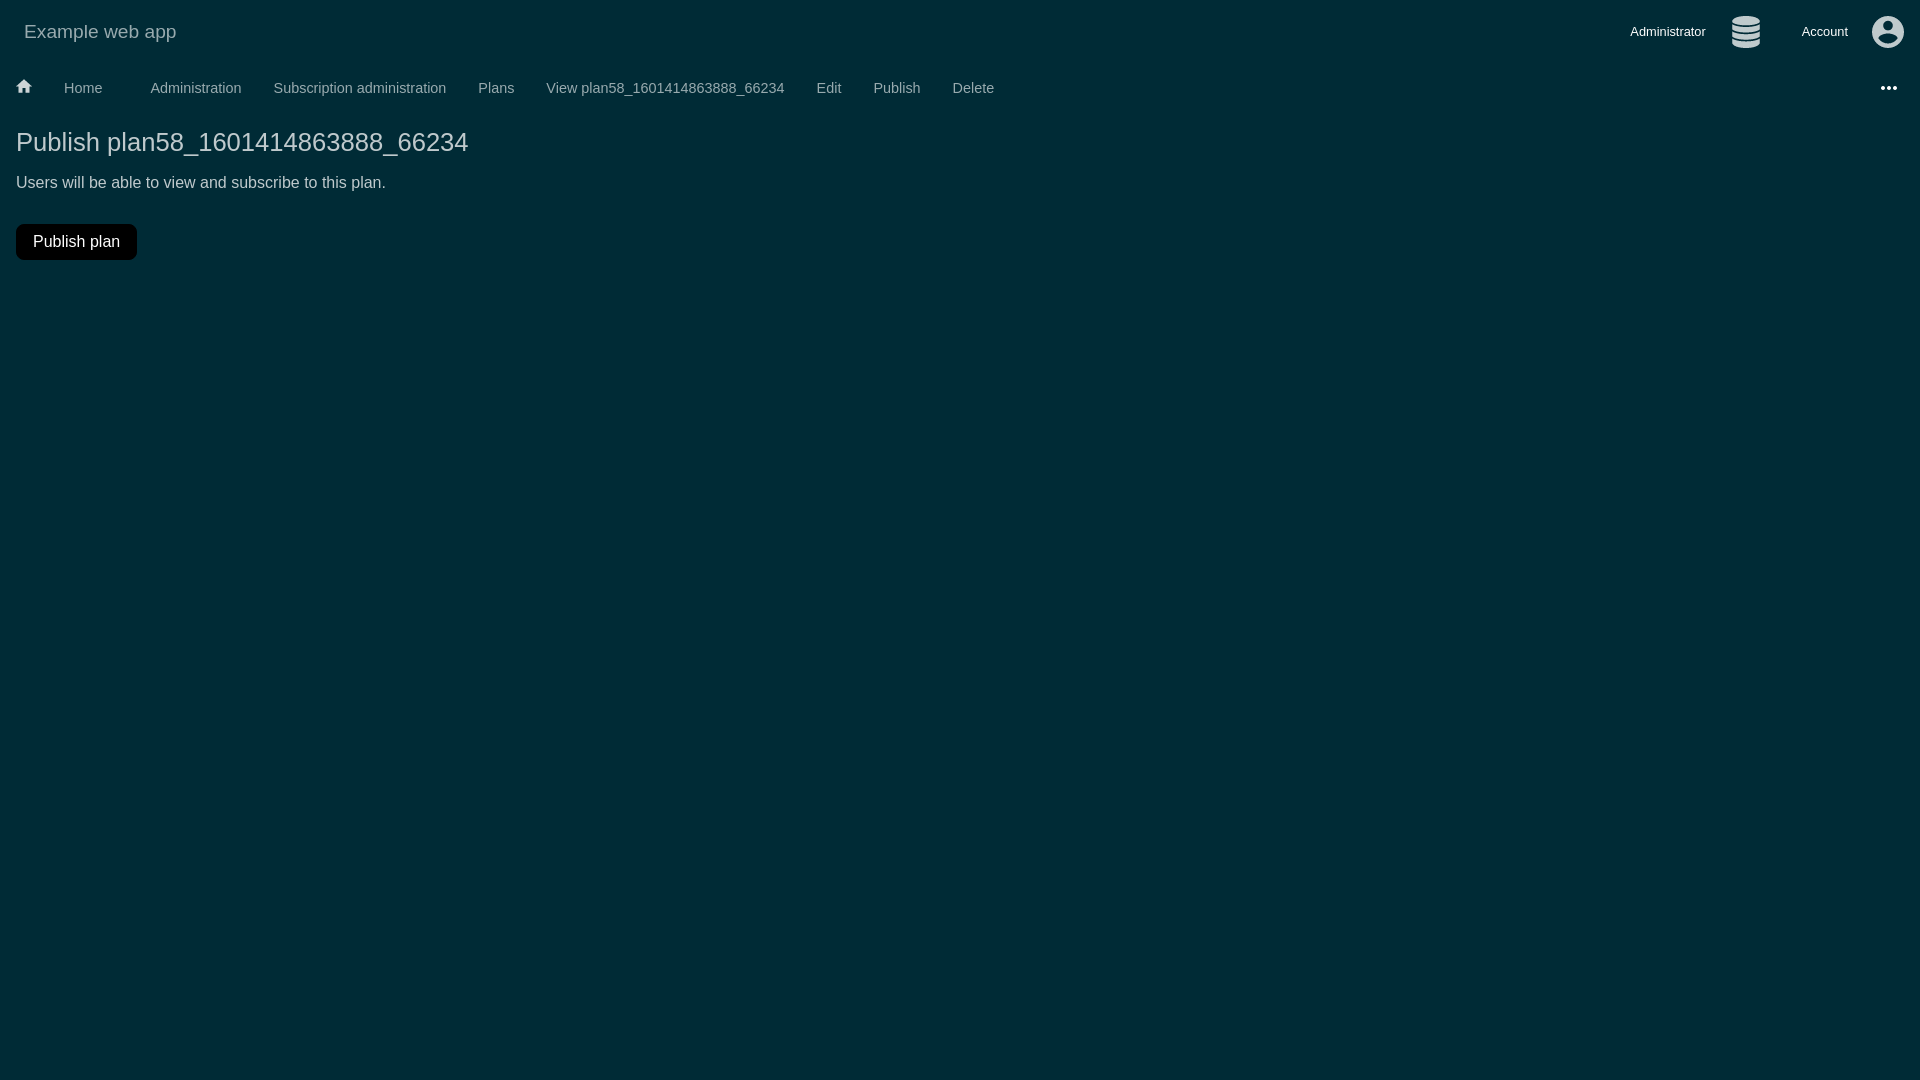 Example web app
Administrator
Account
Home Administration Subscription administration Plans View plan58_1601414863888_66234 Edit Publish Delete
Publish plan58_1601414863888_66234
Users will be able to view and subscribe to this plan.
Publish plan